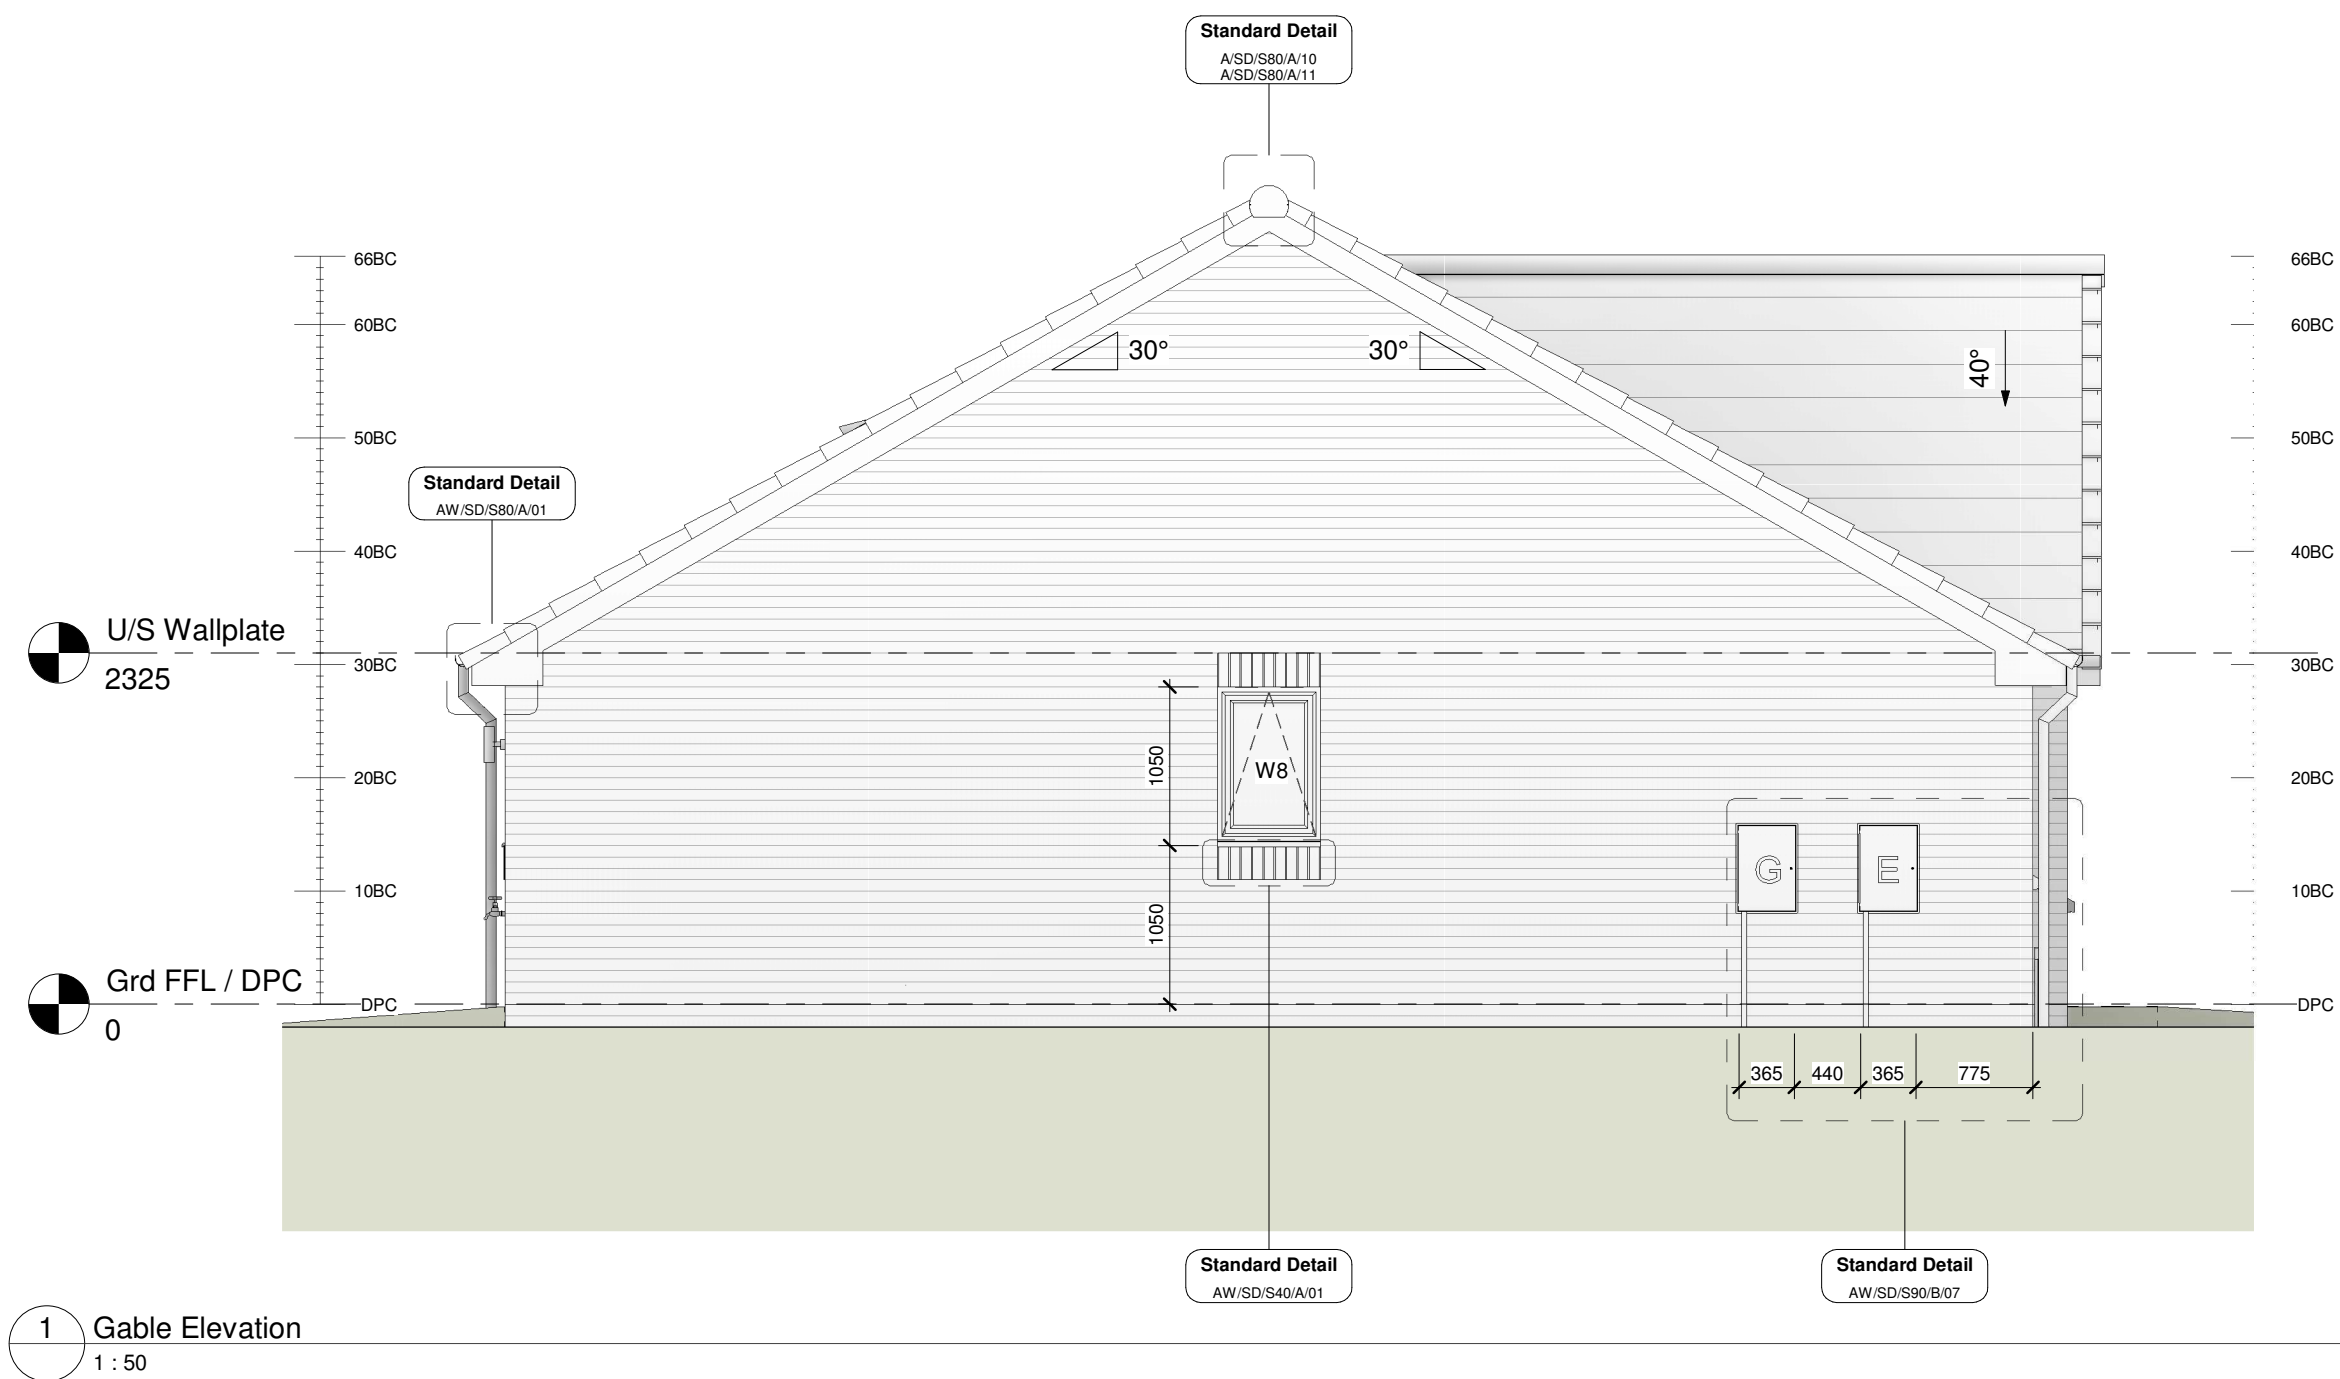 Standard Detail
A/SD/S80/A/10
A/SD/S80/A/11
66BC
66BC
60BC
60BC
30°
30°
40°
50BC
50BC
Standard Detail
AW/SD/S80/A/01
40BC
40BC
U/S Wallplate
2325
30BC
30BC
1050
W8
20BC
20BC
G
E
10BC
10BC
1050
Grd FFL / DPC
0
DPC
DPC
365
440
365
775
Standard Detail
AW/SD/S40/A/01
Standard Detail
AW/SD/S90/B/07
1
Gable Elevation
1 : 50